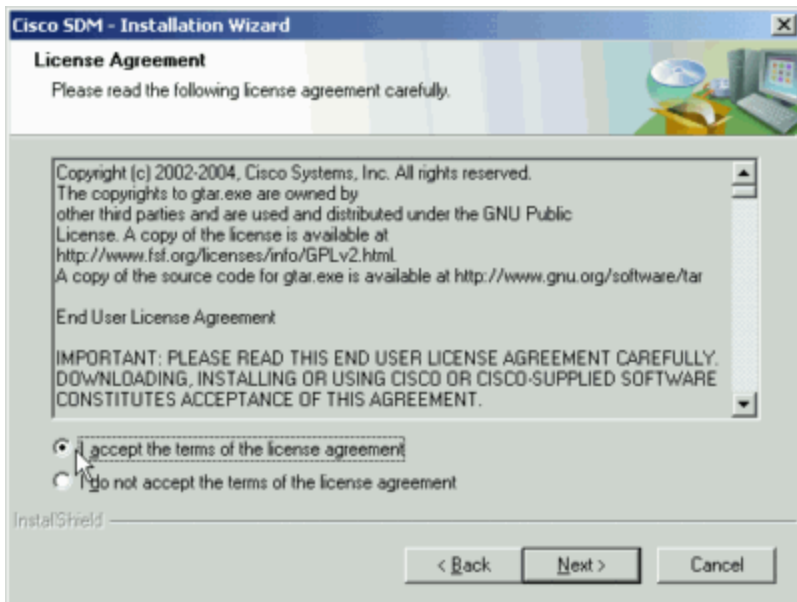 Cisco SDM - Installation Wizard
License Agreement
Please read the following license agreement carefully.
Copyright (c) 2002-2004, Cisco Systems, Inc. All rights reserved.
The copyrights to gtar.exe are owned by
other third parties and are used and distributed under the GNU Public
License. A copy of the license is available at
http://www.fsf.org/licenses/info/GPLv2.html.
A copy of the source code for gtar.exe is available at http://www.gnu.org/software/tar
End User License Agreement
IMPORTANT: PLEASE READ THIS END USER LICENSE AGREEMENT CAREFULLY.
DOWNLOADING, INSTALLING OR USING CISCO OR CISCO-SUPPLIED SOFTWARE
CONSTITUTES ACCEPTANCE OF THIS AGREEMENT.
I accept the terms of the license agreement
I do not accept the terms of the license agreement
InstallShield
< Back
Next >
Cancel